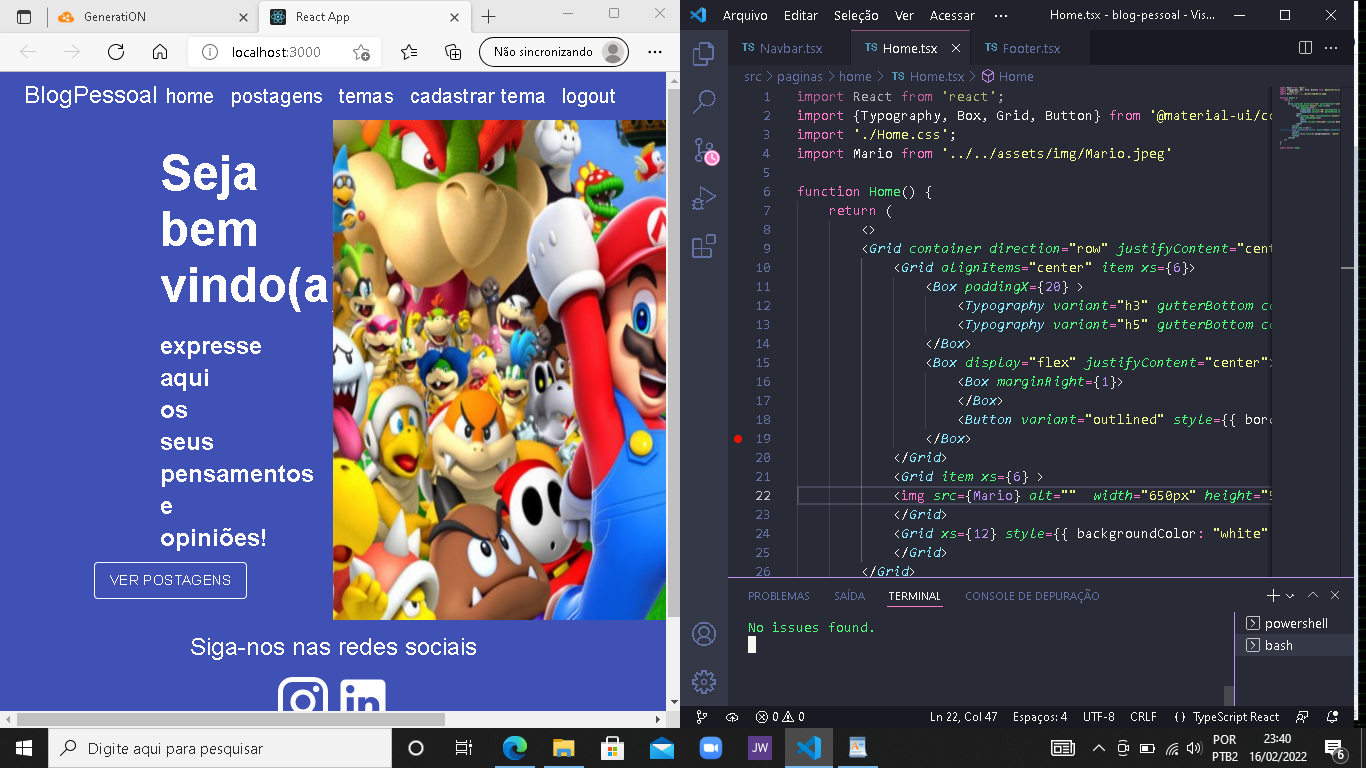 GeneratiON
React App
localhost:3000
Não sincronizando
BlogPessoal home postagens temas cadastrar tema logout
Seja
bem
vindo(a
expresse
aqui
os
seus
pensamentos
e
opiniões!
VER POSTAGENS
Siga-nos nas redes sociais
in
Arquivo Editar Seleção Ver Acessar ··· Home.tsx - blog-pessoal - Vis...
TS Navbar.tsx TS Home.tsx TS Footer.tsx
src > paginas > home > TS Home.tsx > Home
1 import React from 'react';
2 import {Typography, Box, Grid, Button} from '@material-ui/co
3 import './Home.css';
4 import Mario from '../../assets/img/Mario.jpeg'
5
6 function Home() {
7 return (
8 <>
9 <Grid container direction="row" justifyContent="cent
10 <Grid alignItems="center" item xs={6}>
11 <Box paddingX={20} >
12 <Typography variant="h3" gutterBottom co
13 <Typography variant="h5" gutterBottom co
14 </Box>
15 <Box display="flex" justifyContent="center">
16 <Box marginRight={1}>
17 </Box>
18 <Button variant="outlined" style={{ bord
19 </Box>
20 </Grid>
21 <Grid item xs={6} >
22 <img src={Mario} alt="" width="650px" height="5
23 </Grid>
24 <Grid xs={12} style={{ backgroundColor: "white"
25 </Grid>
26 </Grid>
PROBLEMAS SAÍDA TERMINAL CONSOLE DE DEPURAÇÃO
No issues found.
powershell
bash
0 0 Ln 22, Col 47 Espaços: 4 UTF-8 CRLF {} TypeScript React
Digite aqui para pesquisar
JW
POR
PTB2
23:40
16/02/2022
6